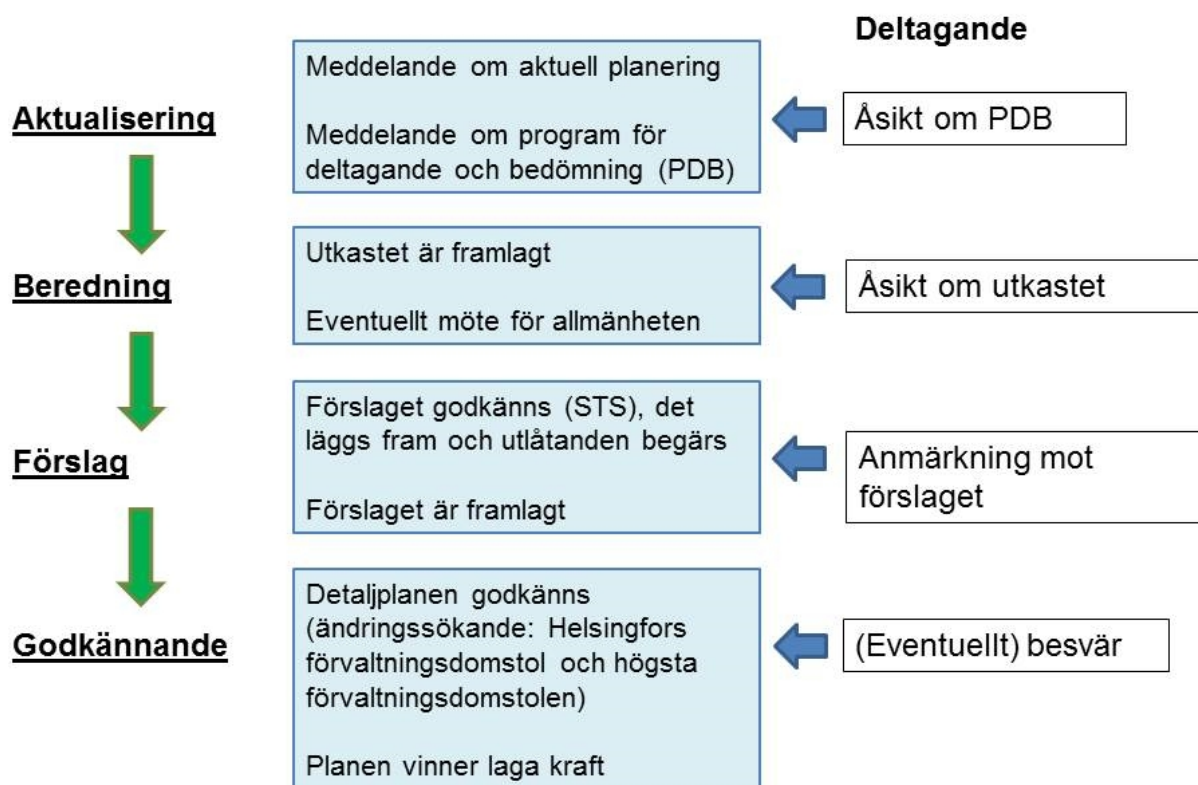 Deltagande
Aktualisering
Meddelande om aktuell planering
Meddelande om program för
deltagande och bedömning (PDB)
Åsikt om PDB
Beredning
Utkastet är framlagt
Eventuellt möte för allmänheten
Åsikt om utkastet
Förslag
Förslaget godkänns (STS), det
läggs fram och utlåtanden begärs
Förslaget är framlagt
Anmärkning mot
förslaget
Godkännande
Detaljplanen godkänns
(ändringssökande: Helsingfors
förvaltningsdomstol och högsta
förvaltningsdomstolen)
Planen vinner laga kraft
(Eventuellt) besvär